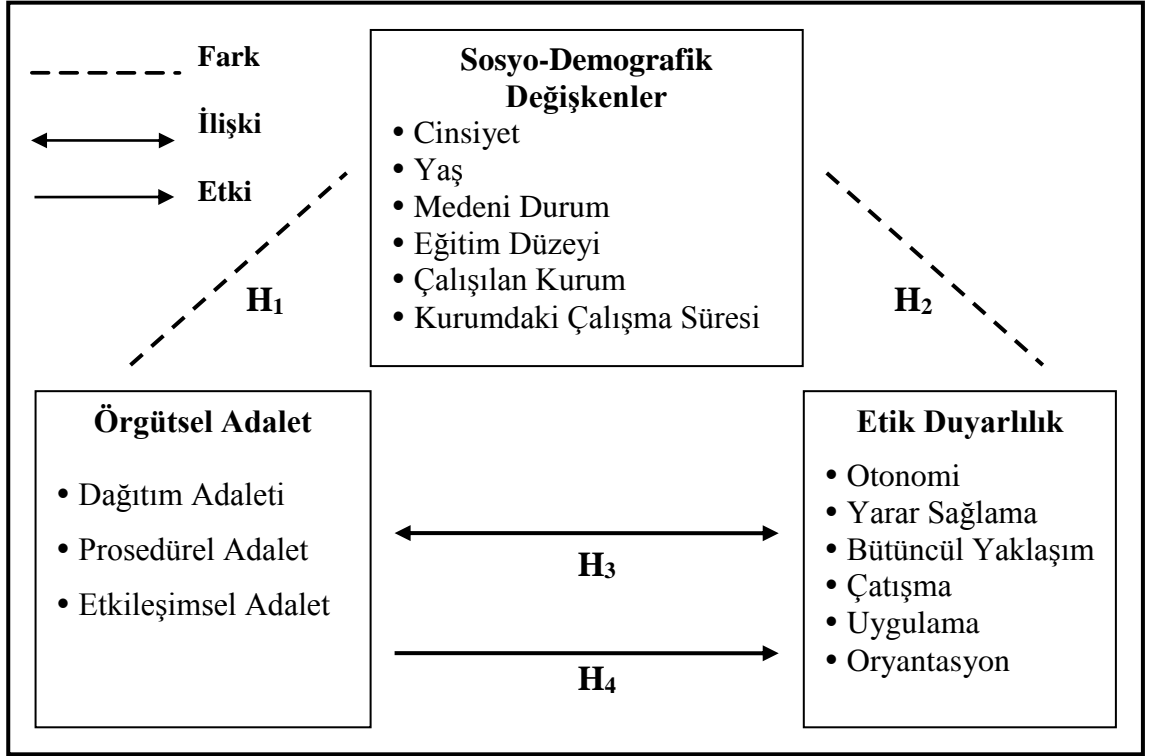 Fark
İlişki
Etki
Sosyo-Demografik
Değişkenler
• Cinsiyet
• Yaş
• Medeni Durum
• Eğitim Düzeyi
• Çalışılan Kurum
• Kurumdaki Çalışma Süresi
H₁
H₂
Örgütsel Adalet
• Dağıtım Adaleti
• Prosedürel Adalet
• Etkileşimsel Adalet
H₃
H₄
Etik Duyarlılık
• Otonomi
• Yarar Sağlama
• Bütüncül Yaklaşım
• Çatışma
• Uygulama
• Oryantasyon